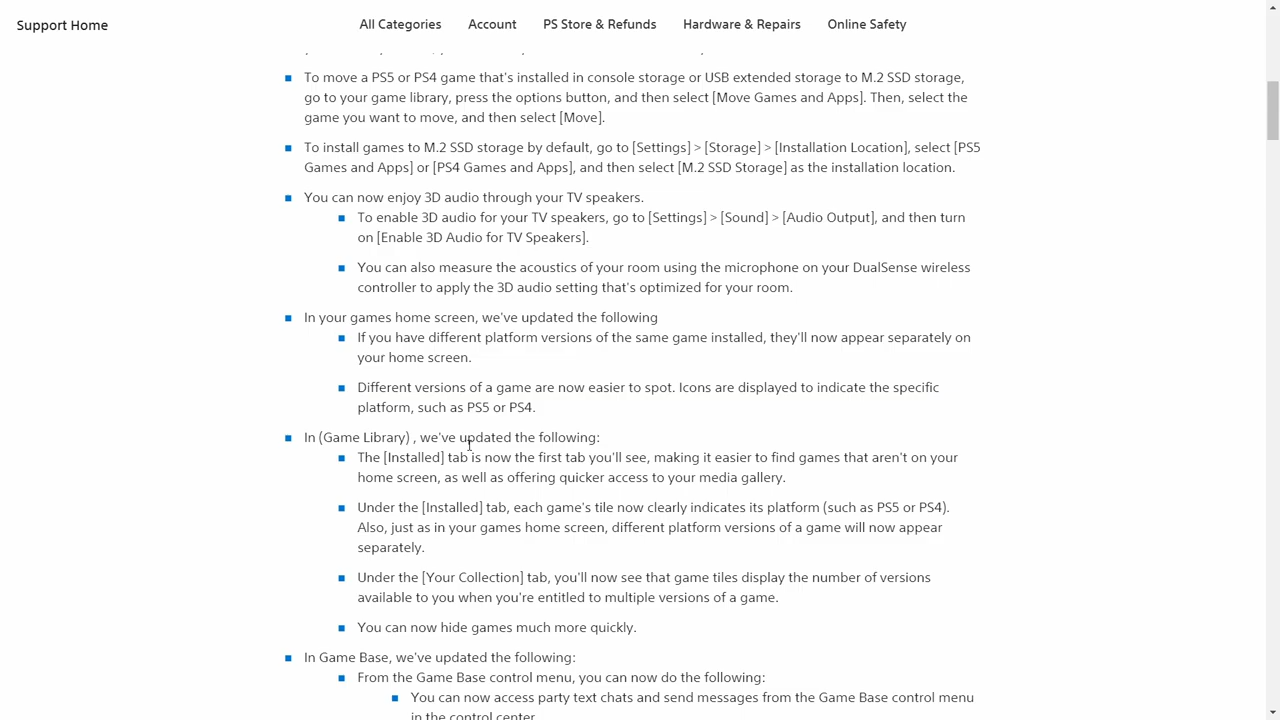 Support Home
All Categories
Account
PS Store & Refunds
Hardware & Repairs
Online Safety
To move a PS5 or PS4 game that's installed in console storage or USB extended storage to M.2 SSD storage,
go to your game library, press the options button, and then select [Move Games and Apps]. Then, select the
game you want to move, and then select [Move].
To install games to M.2 SSD storage by default, go to [Settings] > [Storage] > [Installation Location], select [PS5
Games and Apps] or [PS4 Games and Apps], and then select [M.2 SSD Storage] as the installation location.
You can now enjoy 3D audio through your TV speakers.
To enable 3D audio for your TV speakers, go to [Settings] > [Sound] > [Audio Output], and then turn
on [Enable 3D Audio for TV Speakers].
You can also measure the acoustics of your room using the microphone on your DualSense wireless
controller to apply the 3D audio setting that's optimized for your room.
In your games home screen, we've updated the following
If you have different platform versions of the same game installed, they'll now appear separately on
your home screen.
Different versions of a game are now easier to spot. Icons are displayed to indicate the specific
platform, such as PS5 or PS4.
In (Game Library) , we've updated the following:
The [Installed] tab is now the first tab you'll see, making it easier to find games that aren't on your
home screen, as well as offering quicker access to your media gallery.
Under the [Installed] tab, each game's tile now clearly indicates its platform (such as PS5 or PS4).
Also, just as in your games home screen, different platform versions of a game will now appear
separately.
Under the [Your Collection] tab, you'll now see that game tiles display the number of versions
available to you when you're entitled to multiple versions of a game.
You can now hide games much more quickly.
In Game Base, we've updated the following:
From the Game Base control menu, you can now do the following:
You can now access party text chats and send messages from the Game Base control menu
in the control center.